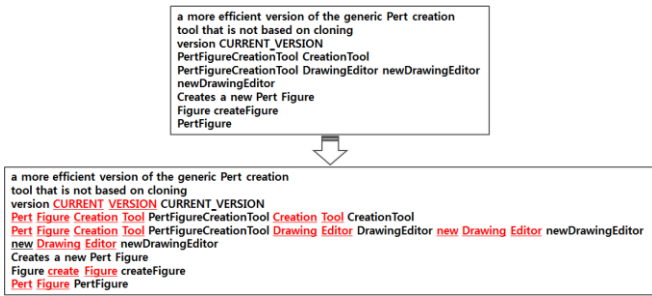 a more efficient version of the generic Pert creation
tool that is not based on cloning
version CURRENT_VERSION
PertFigureCreationTool CreationTool
PertFigureCreationTool DrawingEditor newDrawingEditor
newDrawingEditor
Creates a new Pert Figure
Figure createFigure
PertFigure
a more efficient version of the generic Pert creation
tool that is not based on cloning
version CURRENT VERSION CURRENT_VERSION
Pert Figure Creation Tool PertFigureCreationTool Creation Tool CreationTool
Pert Figure Creation Tool PertFigureCreationTool Drawing Editor DrawingEditor new Drawing Editor newDrawingEditor
new Drawing Editor newDrawingEditor
Creates a new Pert Figure
Figure create Figure createFigure
Pert Figure PertFigure